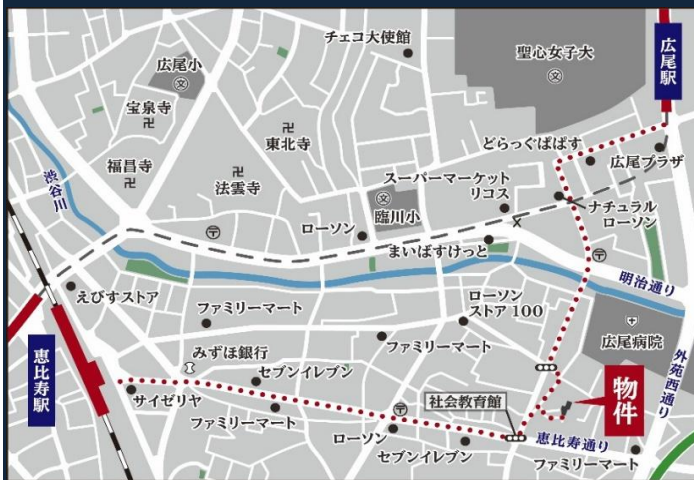 チェコ大使館
聖心女子大
広尾駅
広尾小
宝泉寺
福昌寺
東北寺
法雲寺
渋谷川
どらっぐぱぱす
広尾プラザ
スーパーマーケット
リコス
臨川小
ナチュラル
ローソン
ローソン
まいばすけっと
明治通り
えびすストア
ファミリーマート
ローソン
ストア100
広尾病院
外苑西通り
みずほ銀行
ファミリーマート
恵比寿駅
セブンイレブン
物件
サイゼリヤ
ファミリーマート
社会教育館
ローソン
セブンイレブン
恵比寿通り
ファミリーマート